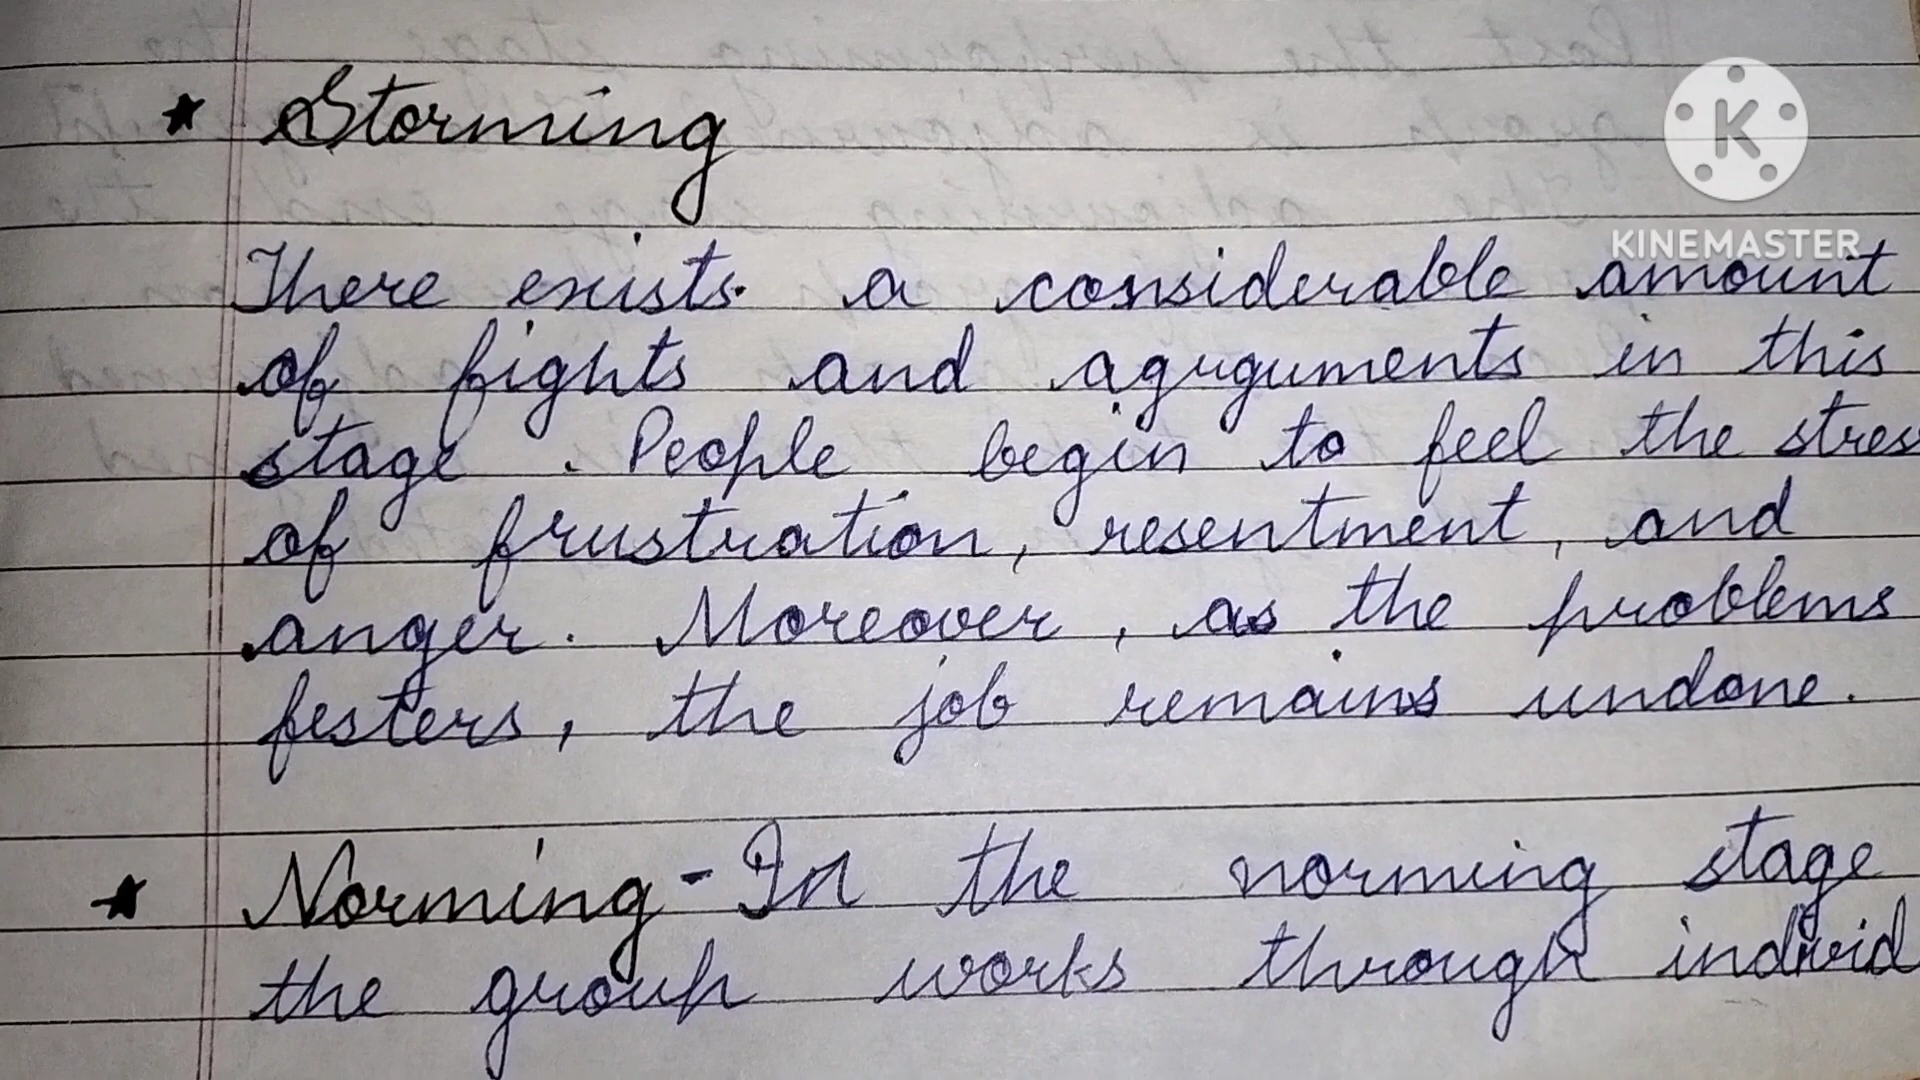 ★ Storming
KINEMASTER
There exists a considerable amount
of fights and aguguments in this
stage. People begin to feel the stres
of frustration, resentment, and
anger. Moreover, as the problems
festers, the job remains undone.
★ Norming - In the norming stage
the group works through individ